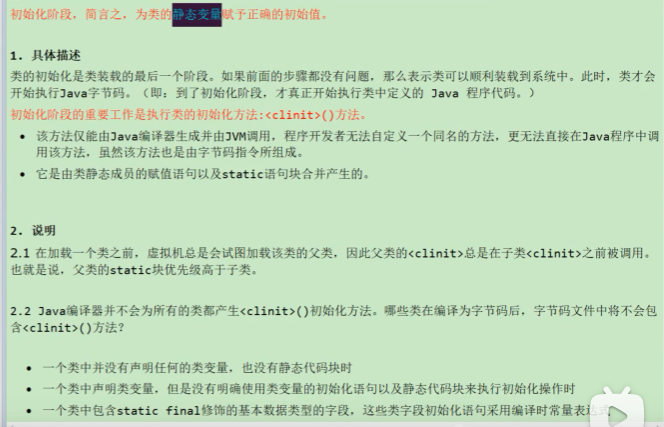 初始化阶段，简言之，为类的静态变量赋予正确的初始值。
1. 具体描述
类的初始化是类装载的最后一个阶段。如果前面的步骤都没有问题，那么表示类可以顺利装载到系统中。此时，类才会
开始执行Java字节码。（即：到了初始化阶段，才真正开始执行类中定义的 Java 程序代码。）
初始化阶段的重要工作是执行类的初始化方法:<clinit>()方法。
• 该方法仅能由Java编译器生成并由JVM调用，程序开发者无法自定义一个同名的方法，更无法直接在Java程序中调
用该方法，虽然该方法也是由字节码指令所组成。
• 它是由类静态成员的赋值语句以及static语句块合并产生的。
2. 说明
2.1 在加载一个类之前，虚拟机总是会试图加载该类的父类，因此父类的<clinit>总是在子类<clinit>之前被调用。
也就是说，父类的static块优先级高于子类。
2.2 Java编译器并不会为所有的类都产生<clinit>()初始化方法。哪些类在编译为字节码后，字节码文件中将不会包
含<clinit>()方法？
• 一个类中并没有声明任何的类变量，也没有静态代码块时
• 一个类中声明类变量，但是没有明确使用类变量的初始化语句以及静态代码块来执行初始化操作时
• 一个类中包含static final修饰的基本数据类型的字段，这些类字段初始化语句采用编译时常量表达式